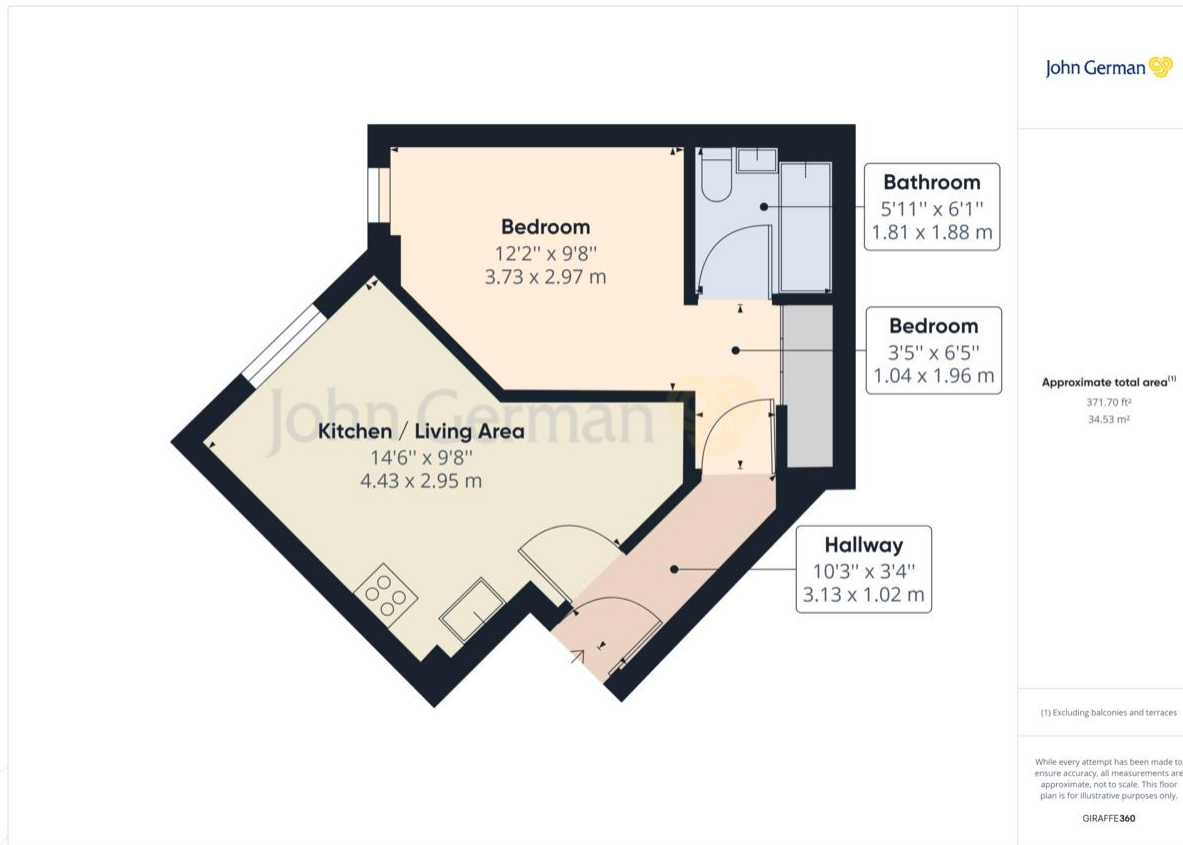 John German
Bedroom
12'2" x 9'8"
3.73 x 2.97 m
Bathroom
5'11" x 6'1"
1.81 x 1.88 m
Bedroom
3'5" x 6'5"
1.04 x 1.96 m
John German
Kitchen / Living Area
14'6" x 9'8"
4.43 x 2.95 m
Hallway
10'3" x 3'4"
3.13 x 1.02 m
Approximate total area(1)
371.70 ft²
34.53 m²
(1) Excluding balconies and terraces
While every attempt has been made to
ensure accuracy, all measurements are
approximate, not to scale. This floor
plan is for illustrative purposes only.
GIRAFFE360